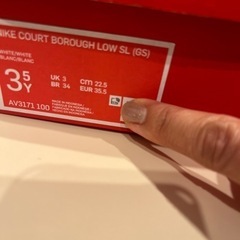 NIKE COURT BOROUGH LOW SL (GS)
WHITE/WHITE
BLANC/BLANC
3.5Y
UK 3
BR 34
cm 22.5
EUR 35.5
AV3171 100